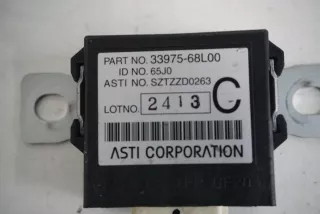 PART NO. 33975-68L00
ID NO. 65J0
ASTI NO. SZTZZD0263
LOTNO. 2413 C
ASTI CORPORATION